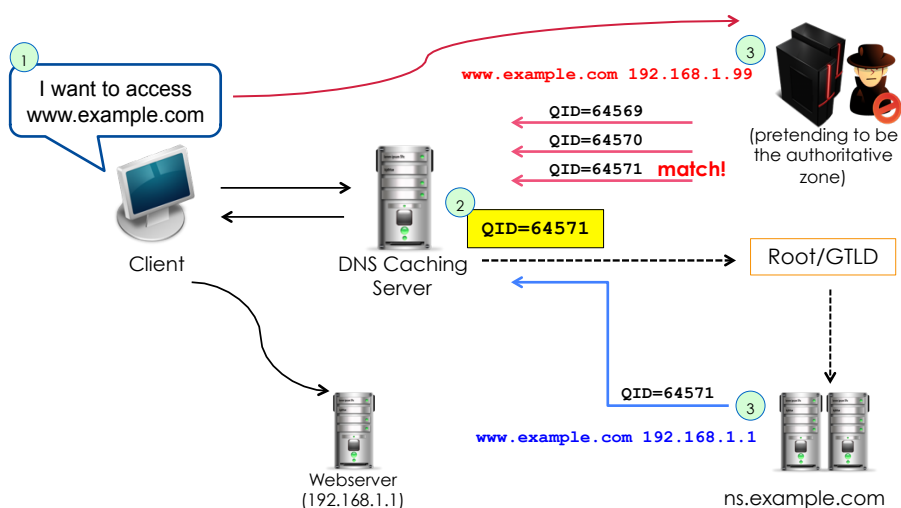 1
I want to access
www.example.com
3
www.example.com 192.168.1.99
QID=64569
QID=64570
QID=64571 match!
(pretending to be
the authoritative
zone)
2
QID=64571
Client
DNS Caching
Server
Root/GTLD
QID=64571
3
www.example.com 192.168.1.1
Webserver
(192.168.1.1)
ns.example.com